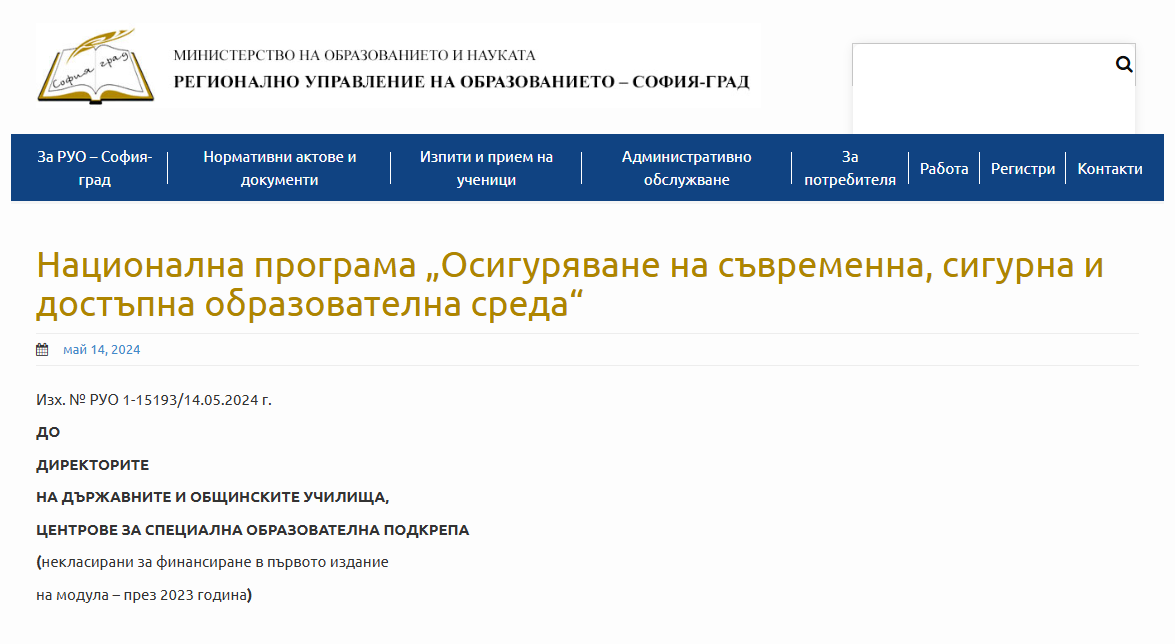 София град
МИНИСТЕРСТВО НА ОБРАЗОВАНИЕТО И НАУКАТА
РЕГИОНАЛНО УПРАВЛЕНИЕ НА ОБРАЗОВАНИЕТО – СОФИЯ-ГРАД
За РУО – София-
град
Нормативни актове и
документи
Изпити и прием на
ученици
Административно
обслужване
За
потребителя
Работа
Регистри
Контакти
Национална програма „Осигуряване на съвременна, сигурна и
достъпна образователна среда“
май 14, 2024
Изх. № РУО 1-15193/14.05.2024 г.
ДО
ДИРЕКТОРИТЕ
НА ДЪРЖАВНИТЕ И ОБЩИНСКИТЕ УЧИЛИЩА,
ЦЕНТРОВЕ ЗА СПЕЦИАЛНА ОБРАЗОВАТЕЛНА ПОДКРЕПА
(некласирани за финансиране в първото издание
на модула – през 2023 година)